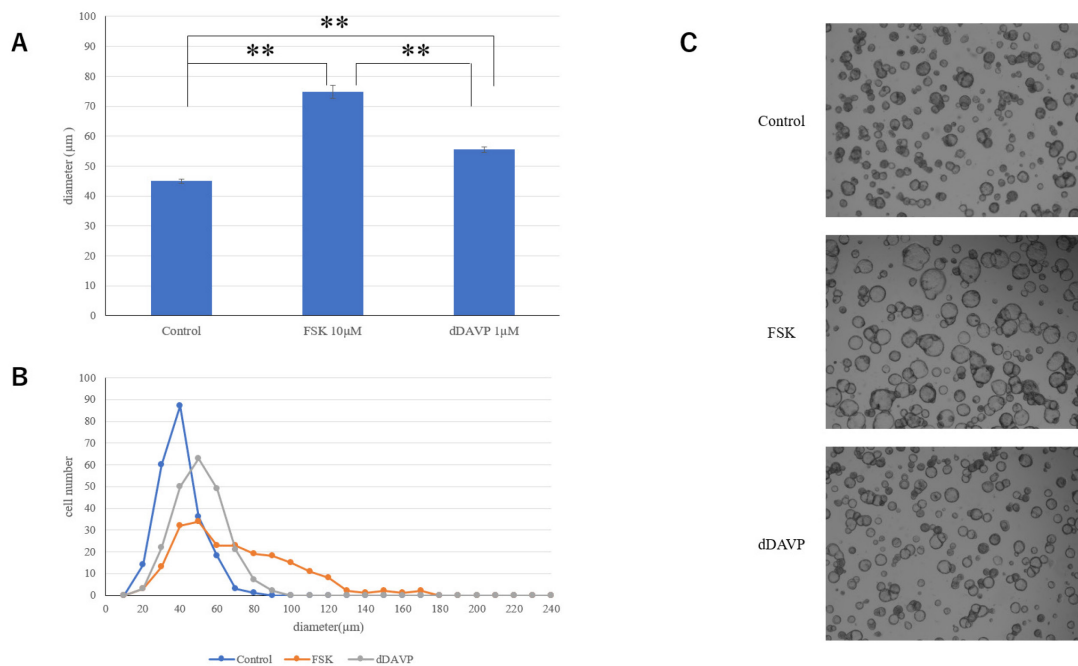 A
100
90
80
70
60
50
40
30
20
10
0
diameter (µm )
**
**
**
Control
FSK 10µM
dDAVP 1µM
B
100
90
80
70
60
50
40
30
20
10
0
cell number
0
20
40
60
80
100
120
140
160
180
200
220
240
diameter(µm)
Control
FSK
dDAVP
C
Control
FSK
dDAVP